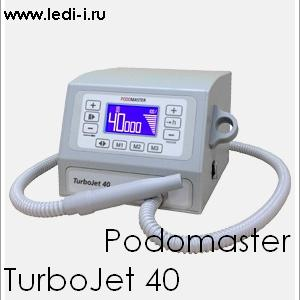 www.ledi-i.ru
PODOMASTER
40000
M1 M2 M3
TurboJet 40
Podomaster
TurboJet 40